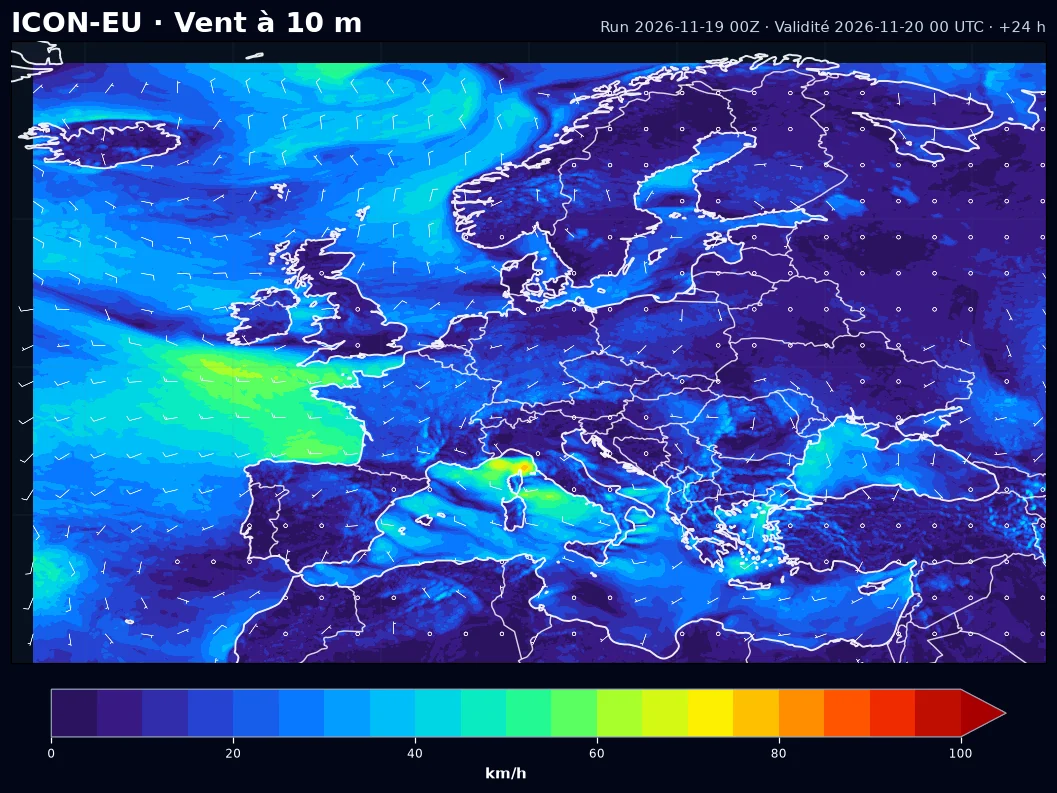 ICON-EU · Vent à 10 m
Run 2026-11-19 00Z · Validité 2026-11-20 00 UTC · +24 h
0 20 40 60 80 100
km/h